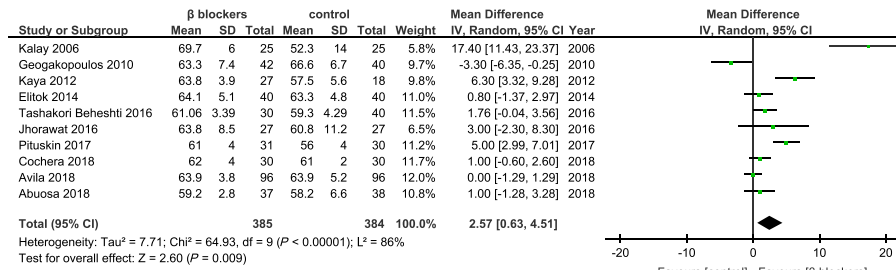 β blockers control Mean Difference Mean Difference
Study or Subgroup Mean SD Total Mean SD Total Weight IV, Random, 95% CI Year IV, Random, 95% CI
Kalay 2006 69.7 6 25 52.3 14 25 5.8% 17.40 [11.43, 23.37] 2006
Geogakopoulos 2010 63.3 7.4 42 66.6 6.7 40 9.4% -3.30 [-6.35, -0.25] 2010
Kaya 2012 63.8 3.9 27 57.5 5.6 18 9.5% 6.30 [3.32, 9.28] 2012
Elitok 2014 64.1 5.1 40 63.3 4.8 40 11.0% 0.80 [-1.37, 2.97] 2014
Tashakori Beheshti 2016 61.06 3.39 30 59.3 4.29 40 11.6% 1.76 [-0.04, 3.56] 2016
Jhorawat 2016 63.8 8.5 27 60.8 11.2 27 6.5% 3.00 [-2.30, 8.30] 2016
Pituskin 2017 61 4 31 56 4 30 11.2% 5.00 [2.99, 7.01] 2017
Cochera 2018 62 4 30 61 2 30 11.9% 1.00 [-0.60, 2.60] 2018
Avila 2018 63.9 3.8 96 63.9 5.2 96 12.4% 0.00 [-1.29, 1.29] 2018
Abuosa 2018 59.2 2.8 37 58.2 6.6 38 10.8% 1.00 [-1.28, 3.28] 2018
Total (95% CI) 385 384 100.0% 2.57 [0.63, 4.51]
Heterogeneity: Tau² = 7.71; Chi² = 64.93, df = 9 (P < 0.00001); L² = 86%
Test for overall effect: Z = 2.60 (P = 0.009)
-20 -10 0 10 20